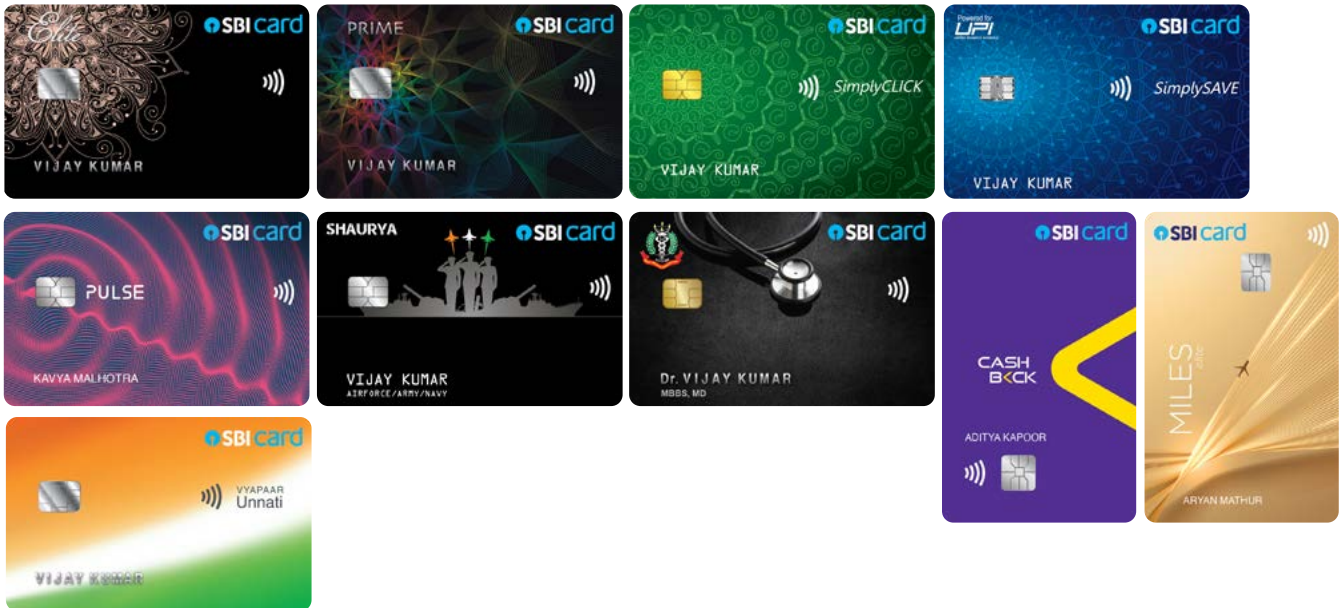 Elite
SBI card
VIJAY KUMAR
PRIME
SBI card
VIJAY KUMAR
SBI card
SimplyCLICK
VIJAY KUMAR
Powered for
UPI
SBI card
SimplySAVE
VIJAY KUMAR
SBI card
PULSE
KAVYA MALHOTRA
SHAURYA
SBI card
VIJAY KUMAR
AIRFORCE/ARMY/NAVY
SBI card
Dr. VIJAY KUMAR
MBBS, MD
SBI card
CASH
BACK
ADITYA KAPOOR
SBI card
MILES
elite
ARYAN MATHUR
SBI card
VYAPAAR
Unnati
VIJAY KUMAR